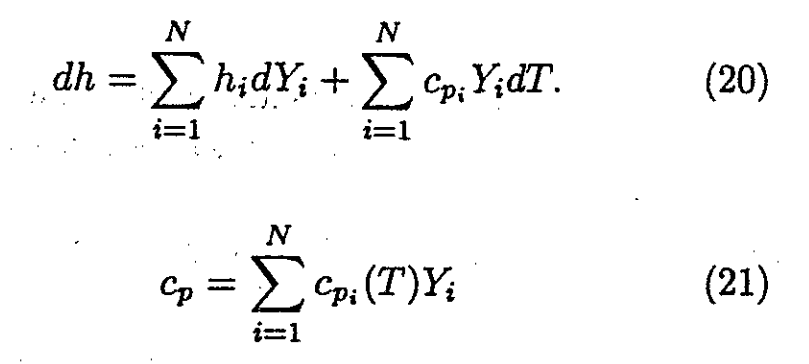 $dh = \sum_{i=1}^{N} h_i dY_i + \sum_{i=1}^{N} c_{p_i} Y_i dT.$ (20)
$c_p = \sum_{i=1}^{N} c_{p_i}(T) Y_i$ (21)